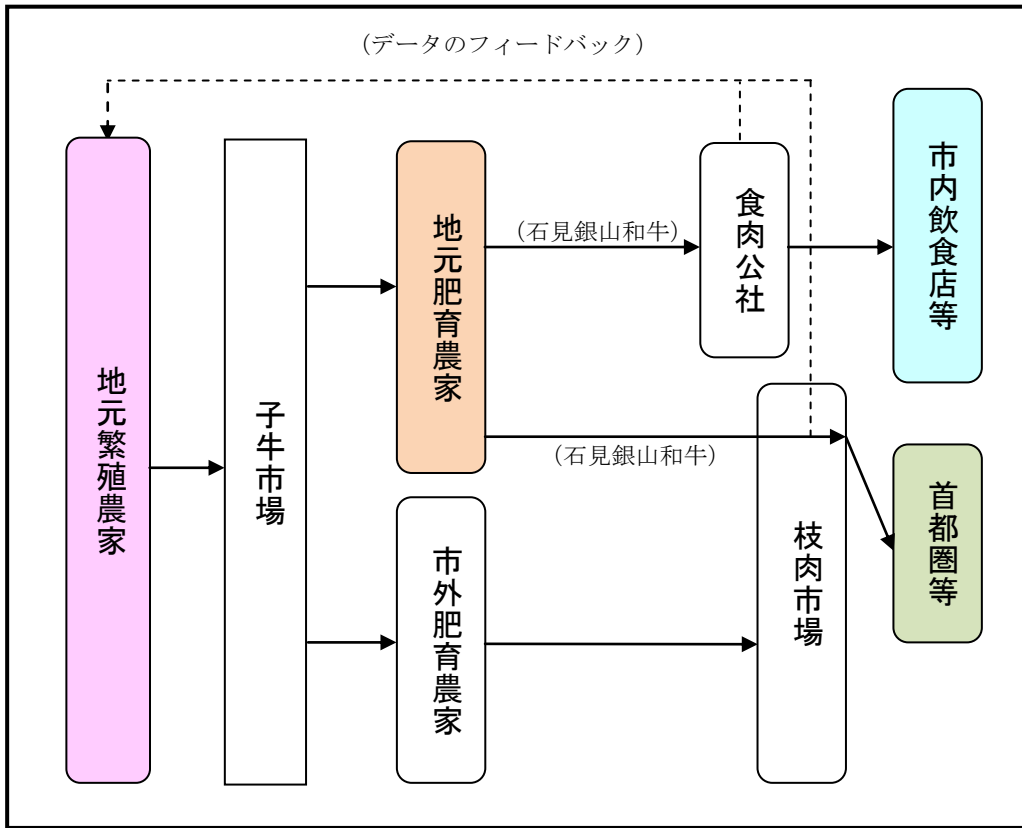 (データのフィードバック)
地元繁殖農家
子牛市場
地元肥育農家
市外肥育農家
(石見銀山和牛)
(石見銀山和牛)
食肉公社
枝肉市場
市内飲食店等
首都圏等